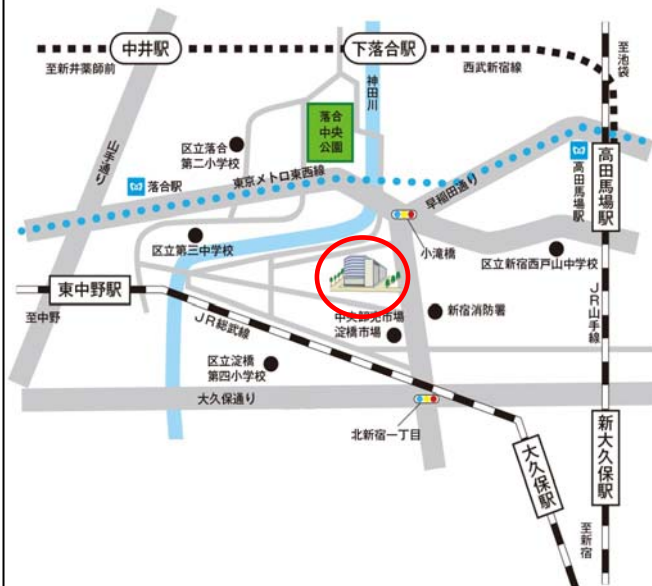 中井駅
下落合駅
至新井薬師前
西武新宿線
至池袋
神田川
落合
中央
公園
区立落合
第二小学校
山手通り
東京メトロ東西線
早稲田通り
落合駅
高田馬場駅
高田馬場駅
小滝橋
区立第三中学校
区立新宿西戸山中学校
東中野駅
至中野
JR総武線
中央卸売市場
淀橋市場
新宿消防署
JR山手線
区立淀橋
第四小学校
大久保通り
北新宿一丁目
大久保駅
新大久保駅
至新宿